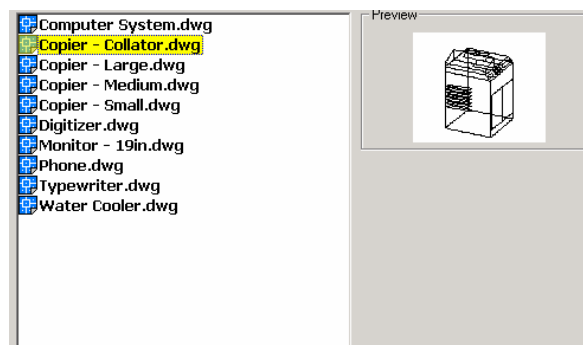 Computer System.dwg
Copier - Collator.dwg
Copier - Large.dwg
Copier - Medium.dwg
Copier - Small.dwg
Digitizer.dwg
Monitor - 19in.dwg
Phone.dwg
Typewriter.dwg
Water Cooler.dwg
Preview